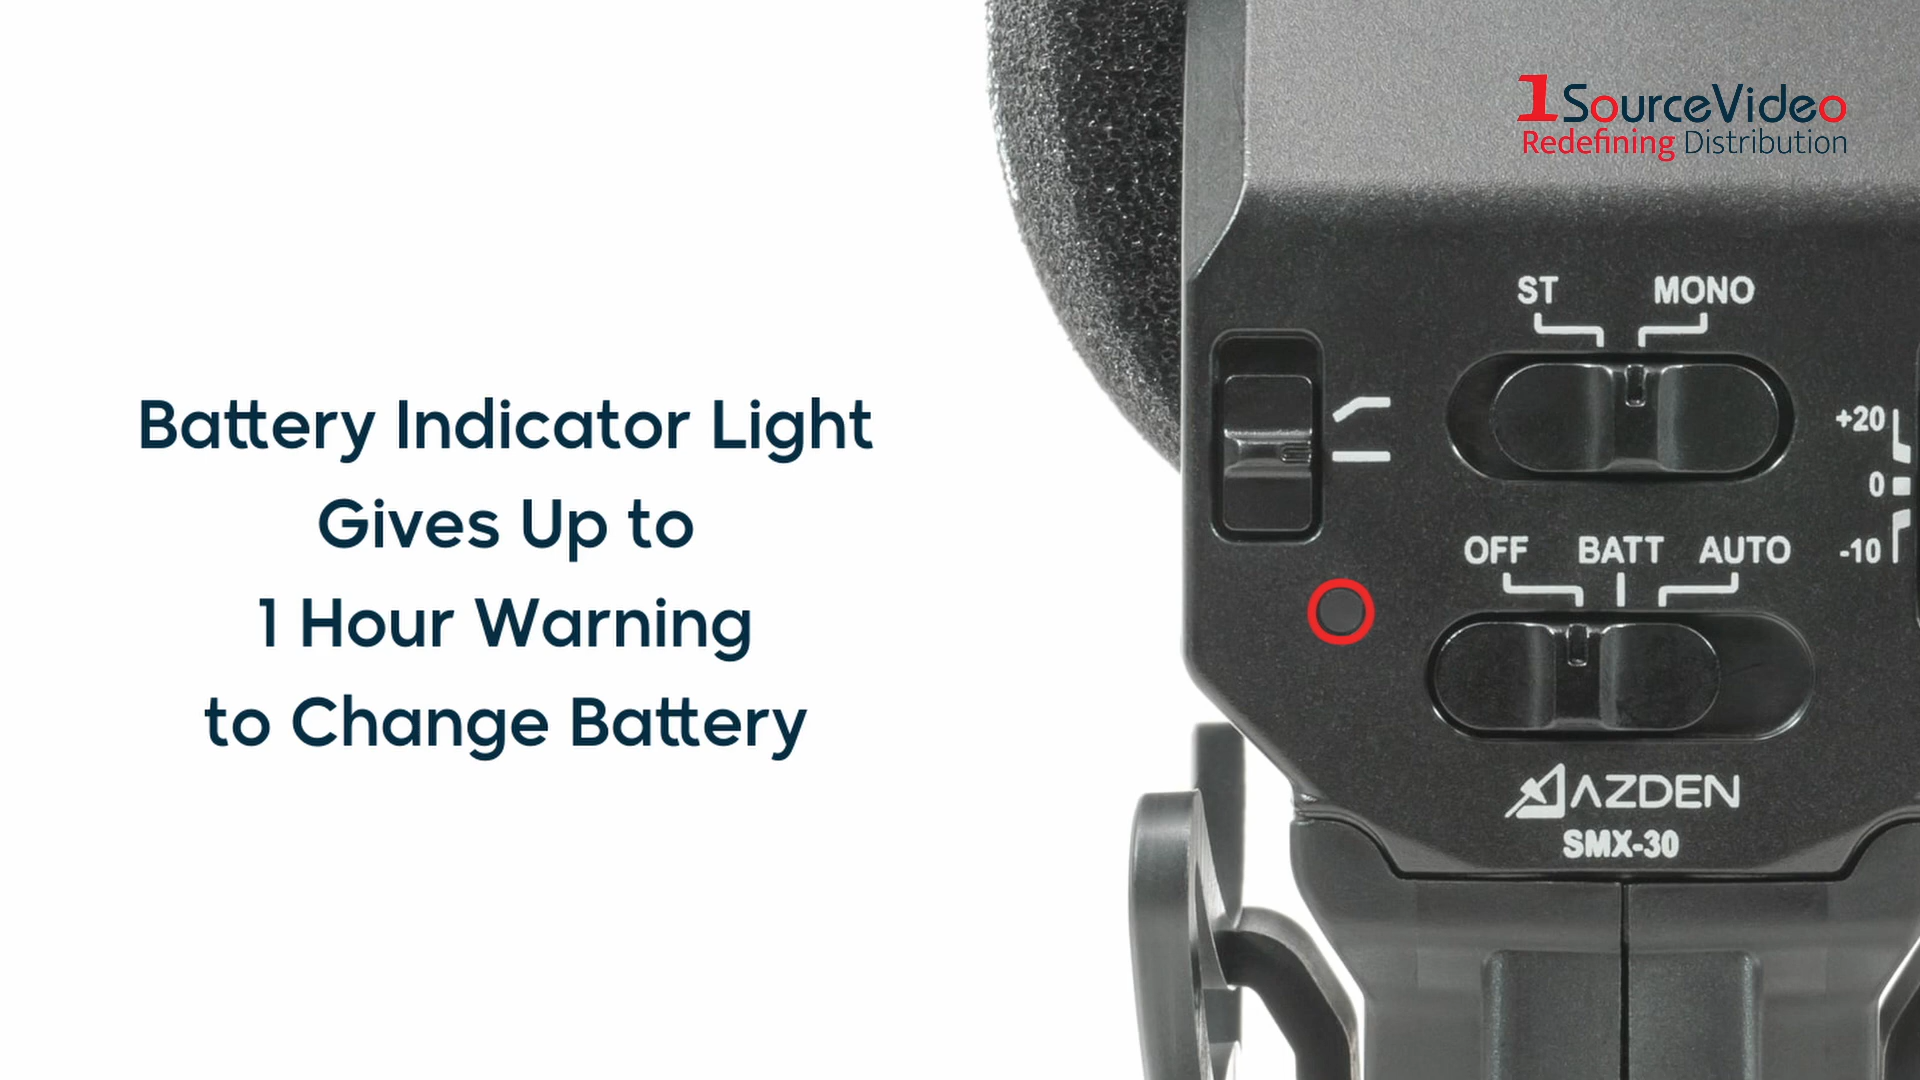 1SourceVideo
Redefining Distribution
Battery Indicator Light
Gives Up to
1 Hour Warning
to Change Battery
ST MONO
+20
0
-10
OFF BATT AUTO
AZDEN
SMX-30